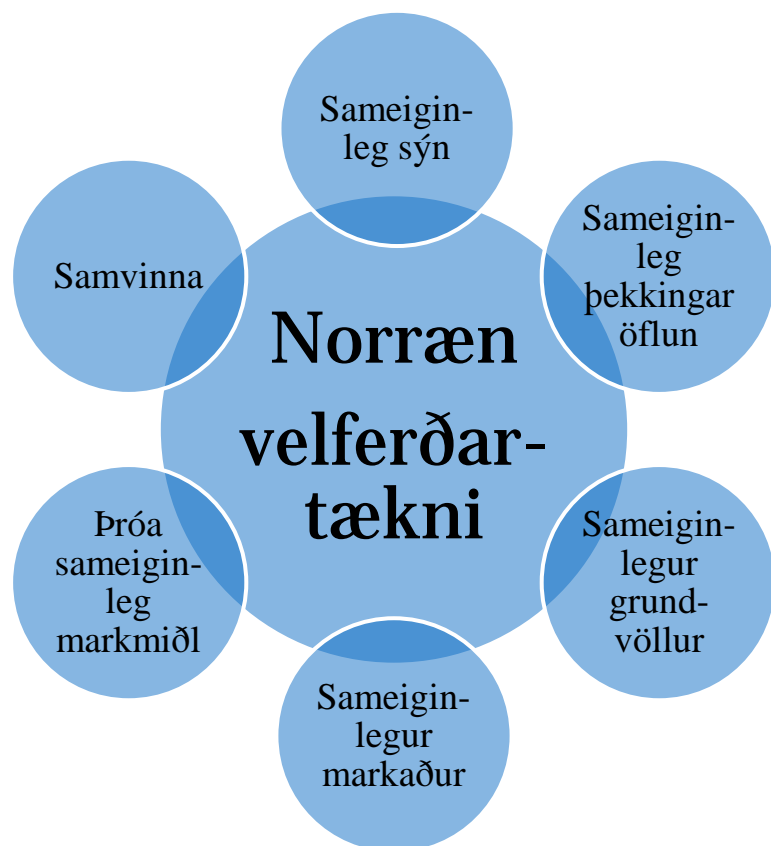 Sameigin-
leg sýn
Sameigin-
leg
þekkingar
öflun
Sameigin-
legur
grund-
völlur
Sameigin-
legur
markaður
Þróa
sameigin-
leg
markmiðl
Samvinna
Norræn
velferðar-
tækni